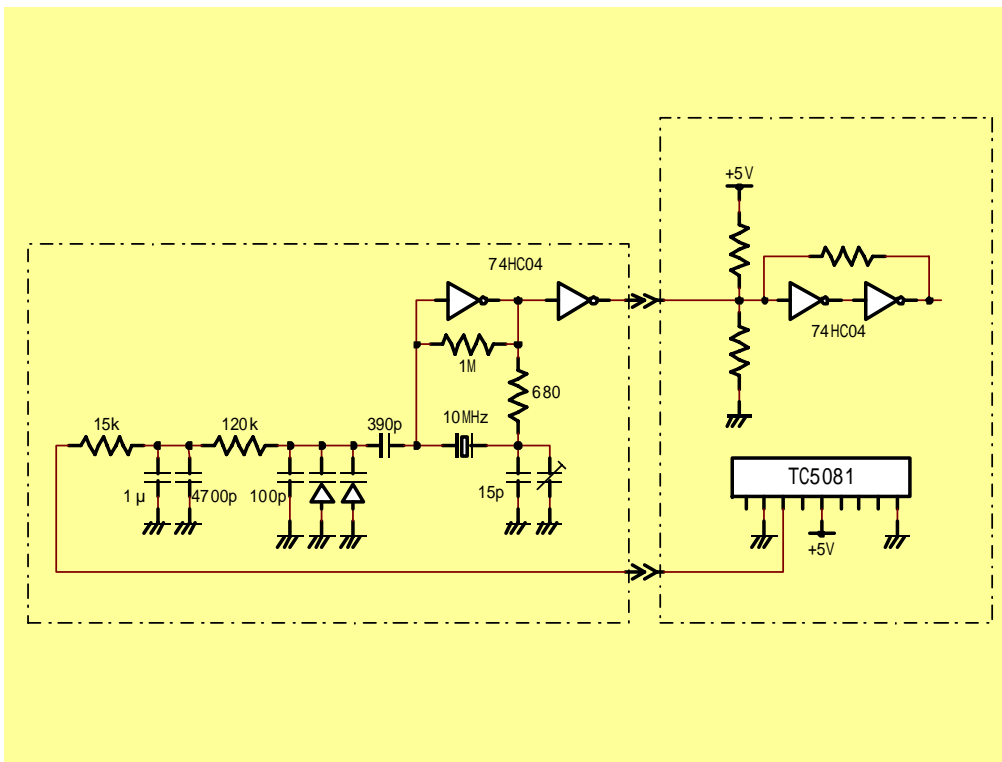 +5V
74HC04
74HC04
1M
680
15k
120k
390p
10MHz
1μ
4700p
100p
15p
TC5081
+5V